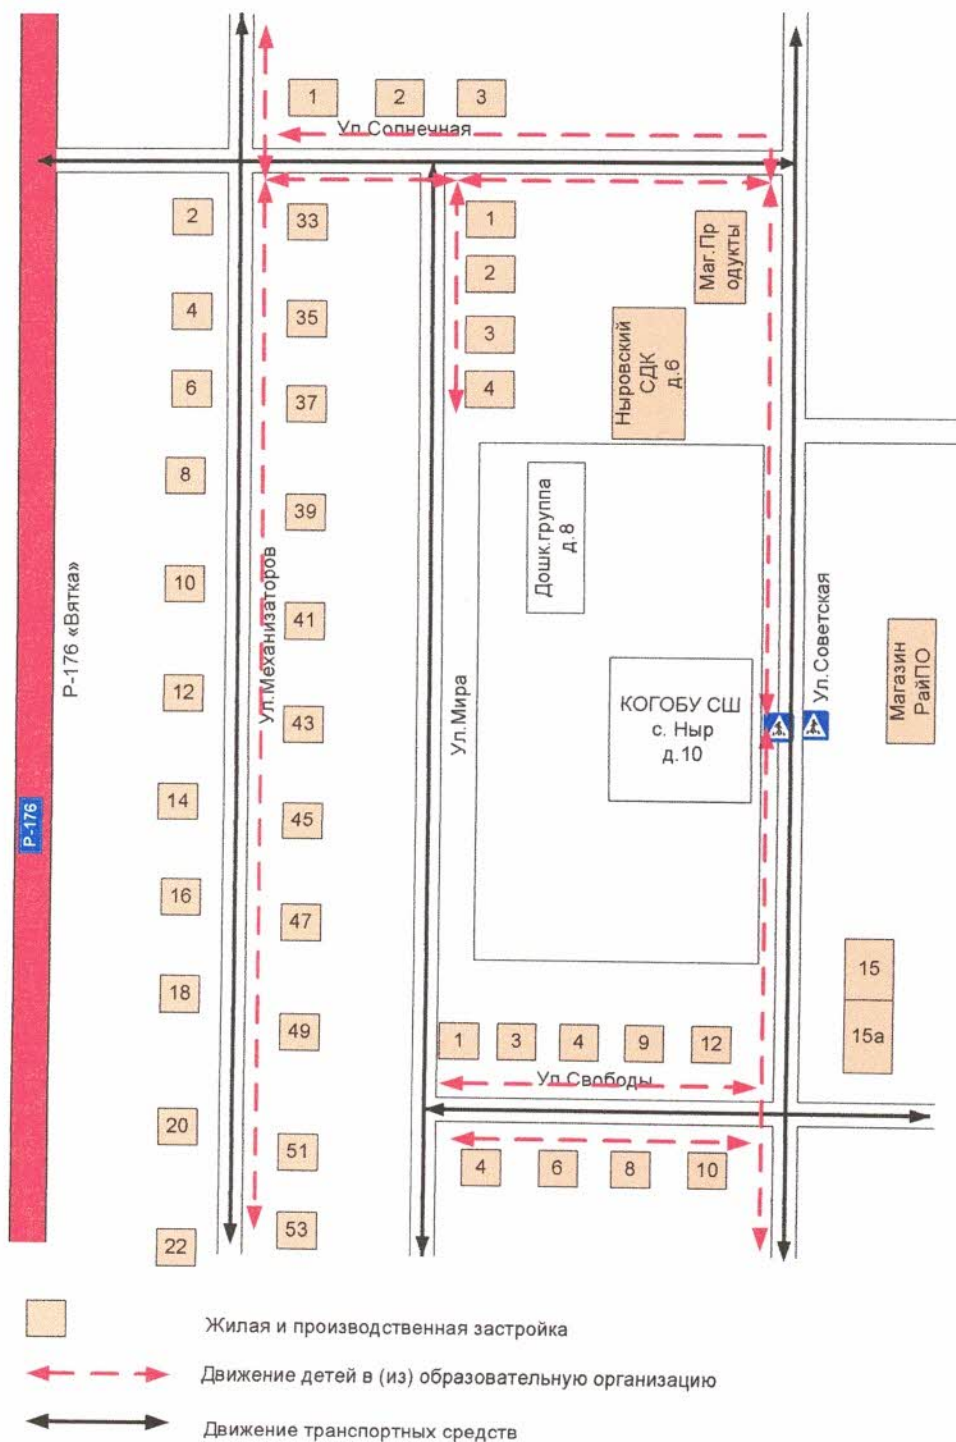 1 2 3
Ул.Солнечная
2
33
1
Маг.Пр
одукты
2
4
35
3
Ныровский
СДК
д.6
6
37
4
8
39
Дошк.группа
д.8
Р-176 «Вятка»
10
Ул.Механизаторов
41
Ул.Мира
Ул.Советская
12
43
КОГОБУ СШ
с. Ныр
д.10
Магазин
РайПО
Р-176
14
45
16
47
15
18
49
15а
1 3 4 9 12
Ул.Свободы
20
51
4 6 8 10
22
53
Жилая и производственная застройка
Движение детей в (из) образовательную организацию
Движение транспортных средств